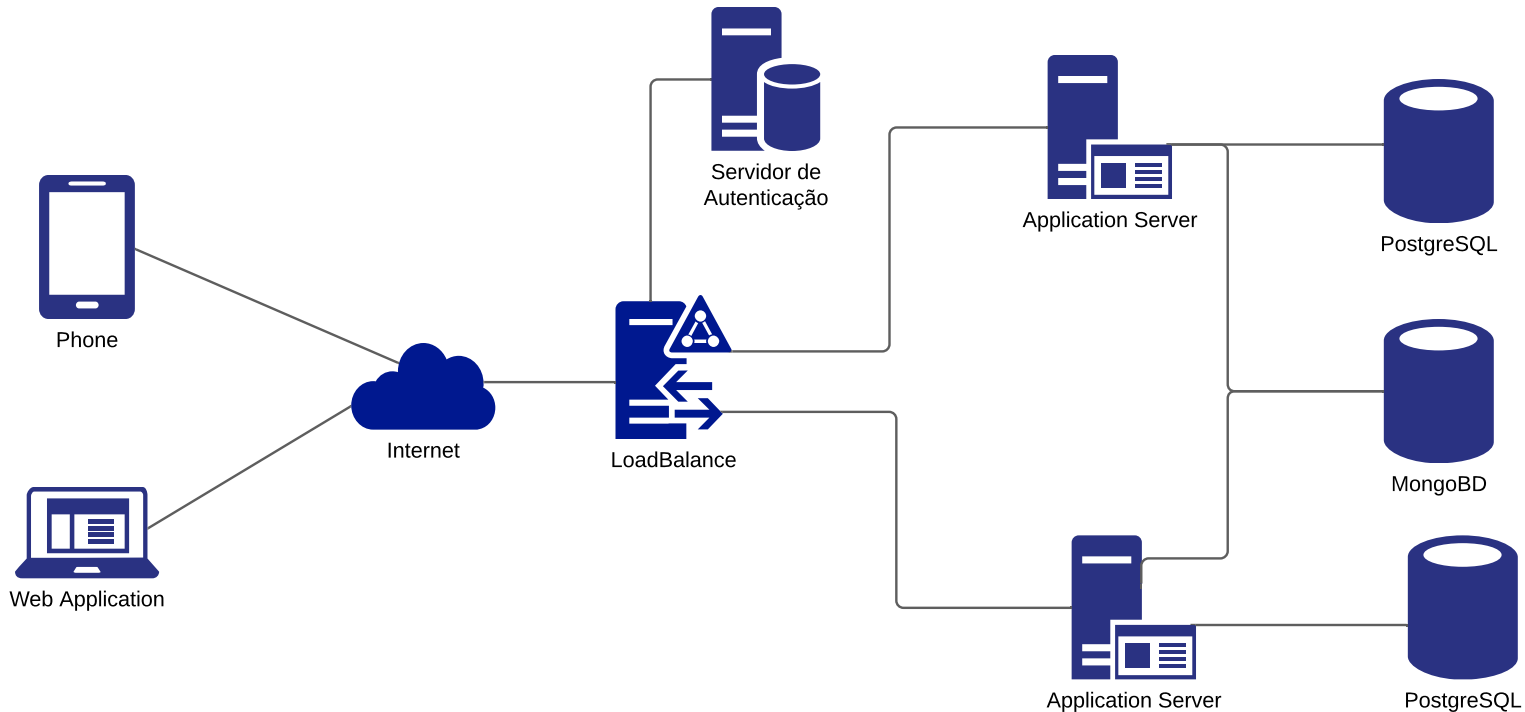 Servidor de
Autenticação
Application Server
PostgreSQL
Phone
Internet
LoadBalance
MongoBD
Web Application
Application Server
PostgreSQL